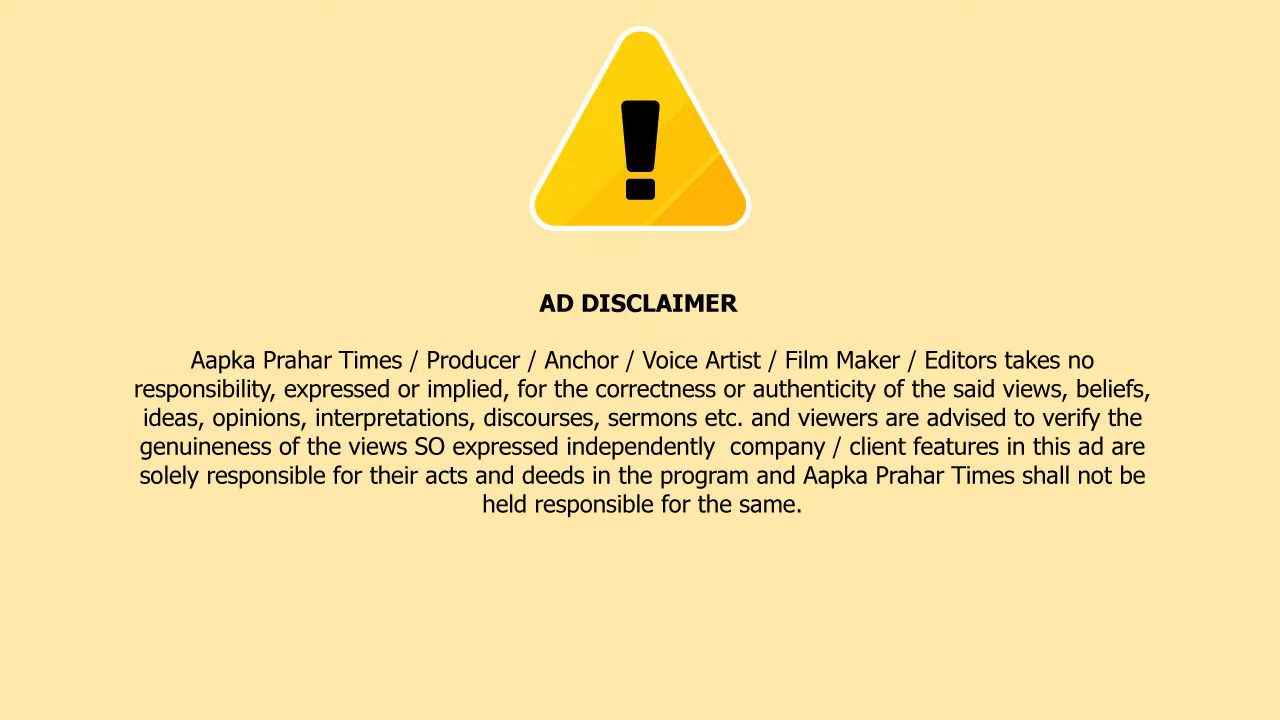 AD DISCLAIMER
Aapka Prahar Times / Producer / Anchor / Voice Artist / Film Maker / Editors takes no
responsibility, expressed or implied, for the correctness or authenticity of the said views, beliefs,
ideas, opinions, interpretations, discourses, sermons etc. and viewers are advised to verify the
genuineness of the views SO expressed independently  company / client features in this ad are
solely responsible for their acts and deeds in the program and Aapka Prahar Times shall not be
held responsible for the same.